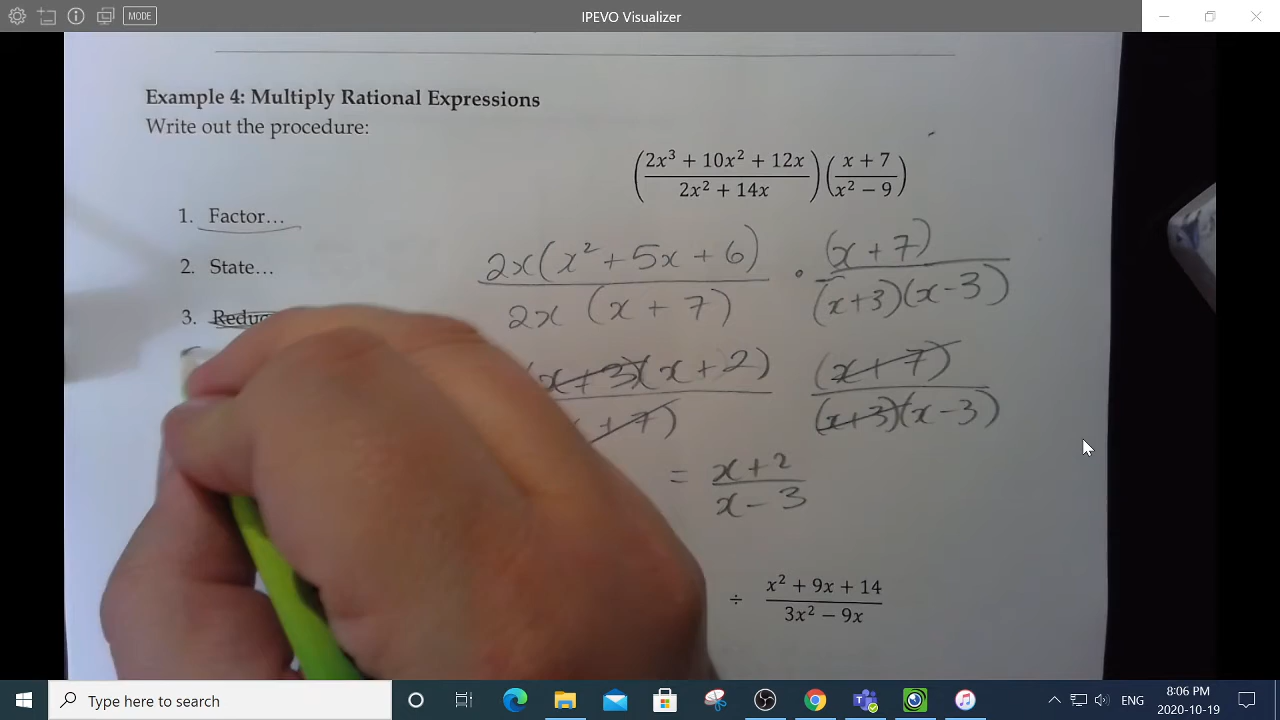 MODE
IPEVO Visualizer
Example 4: Multiply Rational Expressions
Write out the procedure:
(2x³ + 10x² + 12x / 2x² + 14x)(x + 7 / x² − 9)
1. Factor...
2. State...
3.
2x(x² + 5x + 6) / 2x (x + 7) · (x + 7) / (x+3)(x-3)
x+3)(x+2) / +7) (x+7) / (x+3)(x-3)
= x+2 / x-3
÷ x² + 9x + 14 / 3x² − 9x
Type here to search
ENG
8:06 PM
2020-10-19